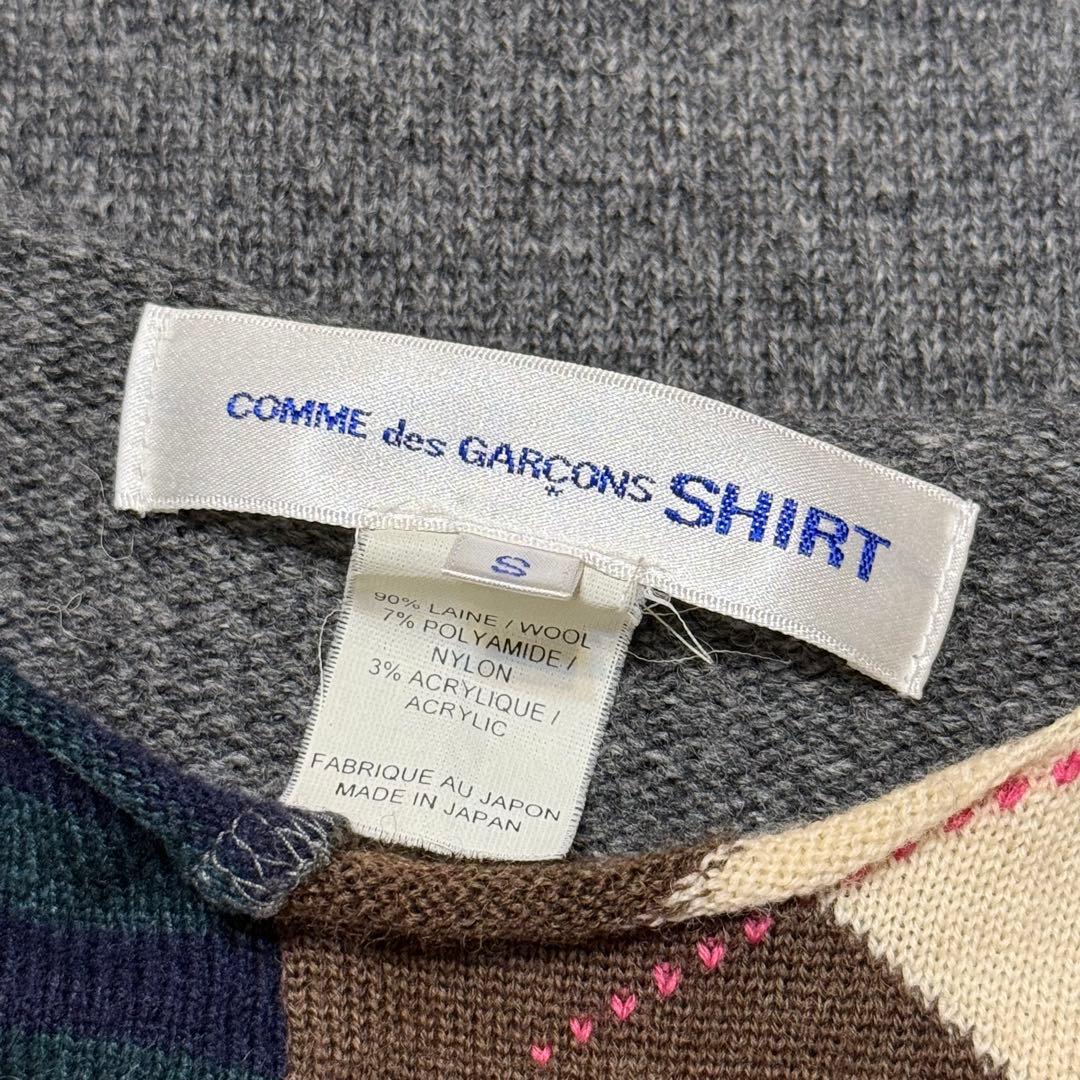 COMME des GARÇONS SHIRT
S
90% LAINE / WOOL
7% POLYAMIDE /
NYLON
3% ACRYLIQUE /
ACRYLIC
FABRIQUE AU JAPON
MADE IN JAPAN